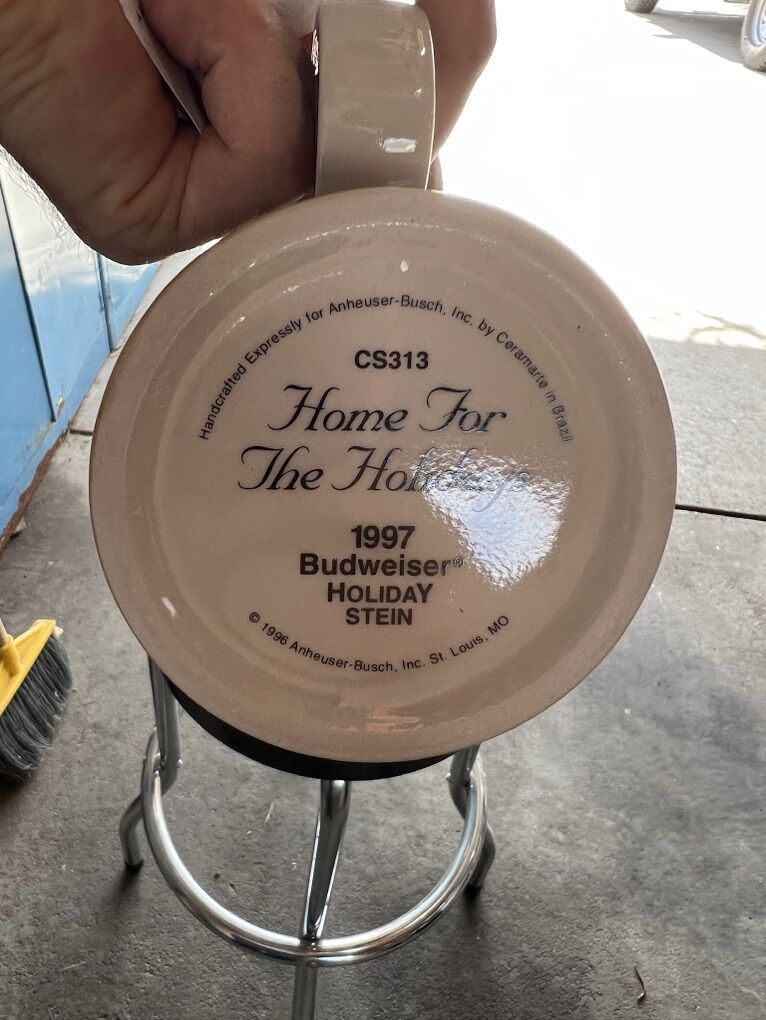 Handcrafted Expressly for Anheuser-Busch, Inc. by Ceramarte in Brazil
CS313
Home For
The Holidays
1997
Budweiser®
HOLIDAY
STEIN
© 1996 Anheuser-Busch, Inc. St. Louis, MO